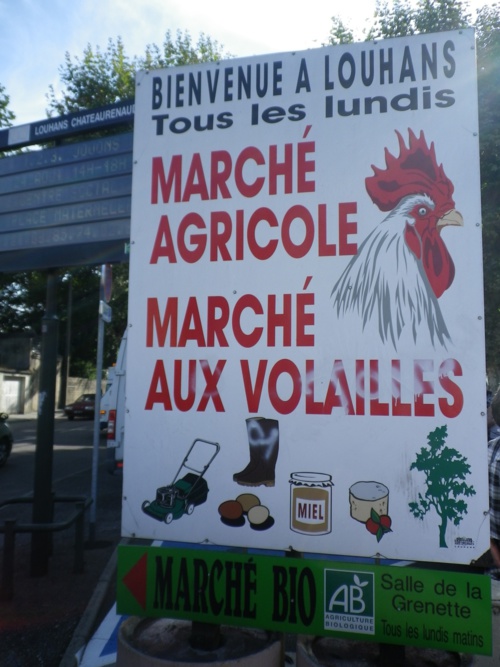 BIENVENUE A LOUHANS
Tous les lundis
MARCHÉ
AGRICOLE
MARCHÉ
AUX VOLAILLES
MIEL
LOUHANS CHATEAURENAUD
MARCHÉ BIO
AB
AGRICULTURE
BIOLOGIQUE
Salle de la
Grenette
Tous les lundis matins